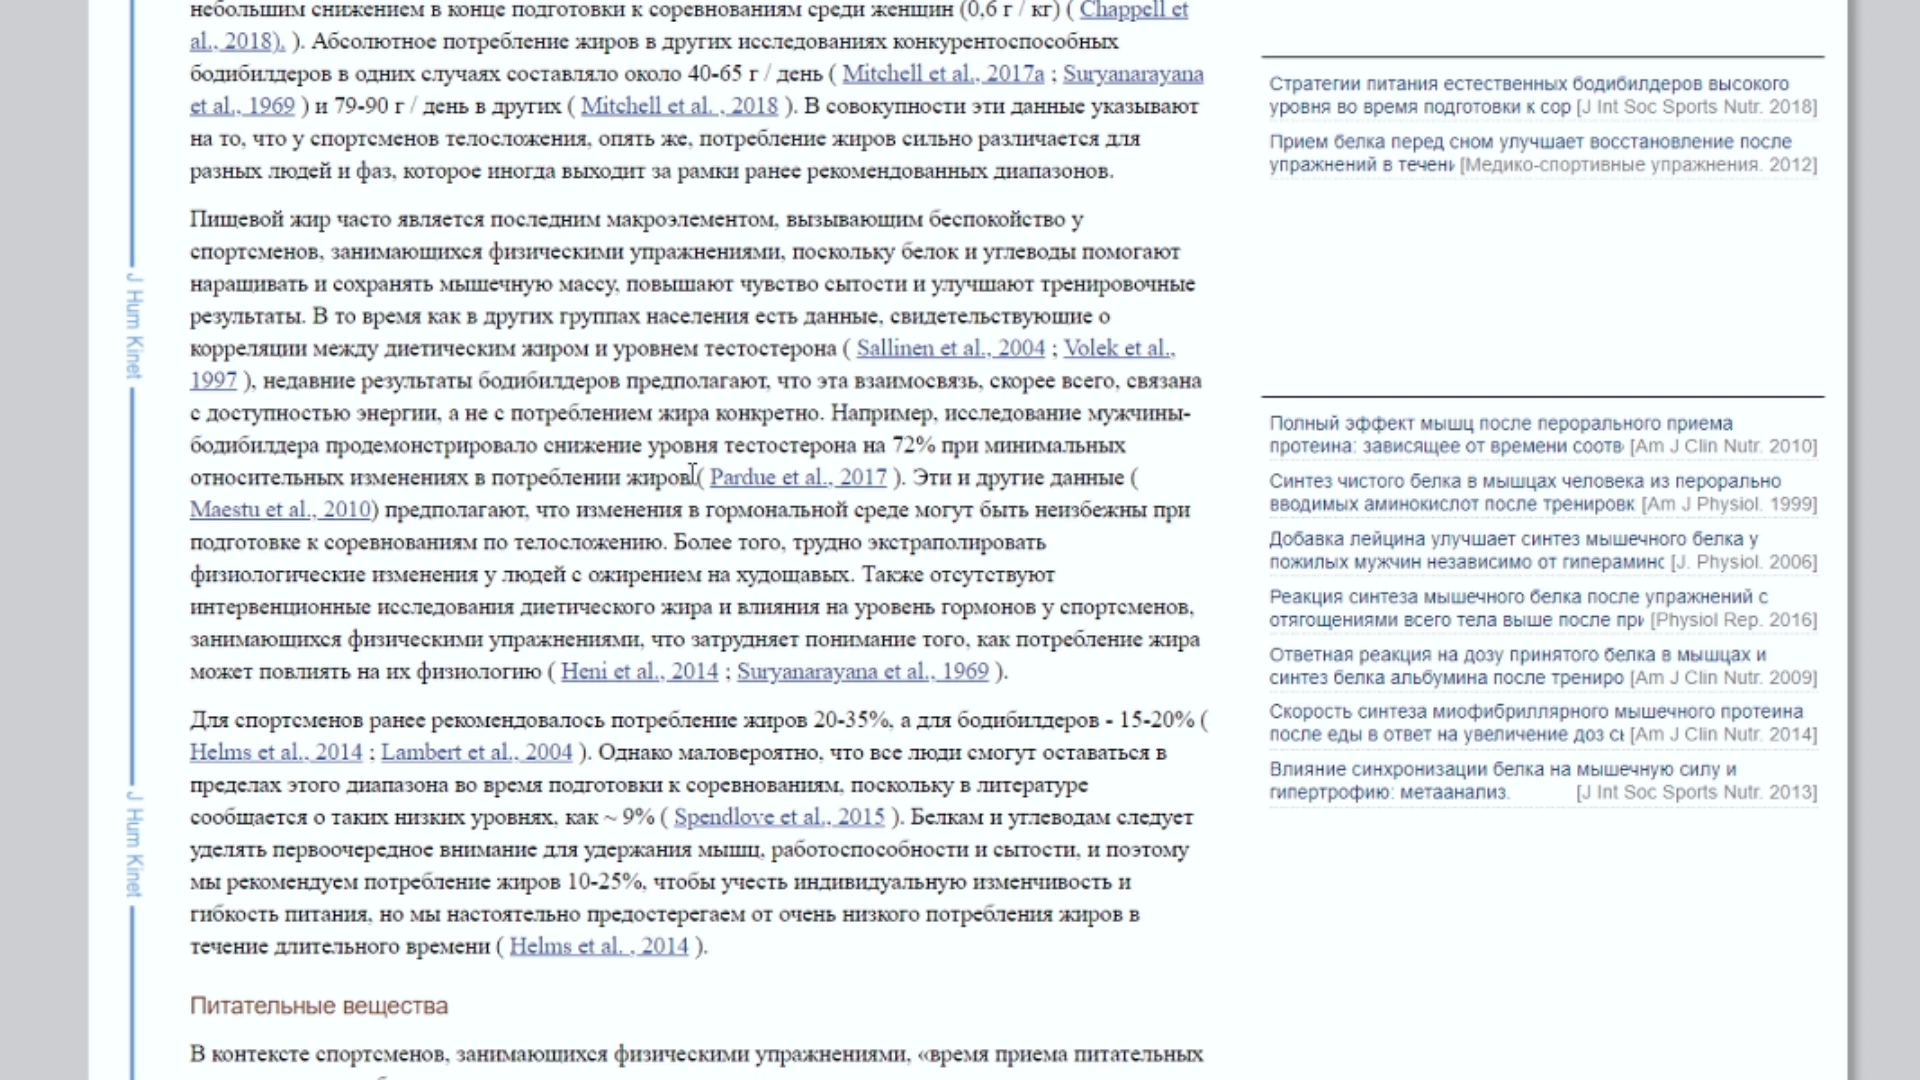 небольшим снижением в конце подготовки к соревнованиям среди женщин (0,6 г / кг) ( Chappell et
al., 2018). ). Абсолютное потребление жиров в других исследованиях конкурентоспособных
бодибилдеров в одних случаях составляло около 40-65 г / день ( Mitchell et al., 2017a ; Suryanarayana
et al., 1969 ) и 79-90 г / день в других ( Mitchell et al. , 2018 ). В совокупности эти данные указывают
на то, что у спортсменов телосложения, опять же, потребление жиров сильно различается для
разных людей и фаз, которое иногда выходит за рамки ранее рекомендованных диапазонов.
Пищевой жир часто является последним макроэлементом, вызывающим беспокойство у
спортсменов, занимающихся физическими упражнениями, поскольку белок и углеводы помогают
наращивать и сохранять мышечную массу, повышают чувство сытости и улучшают тренировочные
результаты. В то время как в других группах населения есть данные, свидетельствующие о
корреляции между диетическим жиром и уровнем тестостерона ( Sallinen et al., 2004 ; Volek et al.,
1997 ), недавние результаты бодибилдеров предполагают, что эта взаимосвязь, скорее всего, связана
с доступностью энергии, а не с потреблением жира конкретно. Например, исследование мужчины-
бодибилдера продемонстрировало снижение уровня тестостерона на 72% при минимальных
относительных изменениях в потреблении жиров ( Pardue et al., 2017 ). Эти и другие данные (
Maestu et al., 2010) предполагают, что изменения в гормональной среде могут быть неизбежны при
подготовке к соревнованиям по телосложению. Более того, трудно экстраполировать
физиологические изменения у людей с ожирением на худощавых. Также отсутствуют
интервенционные исследования диетического жира и влияния на уровень гормонов у спортсменов,
занимающихся физическими упражнениями, что затрудняет понимание того, как потребление жира
может повлиять на их физиологию ( Heni et al., 2014 ; Suryanarayana et al., 1969 ).
Для спортсменов ранее рекомендовалось потребление жиров 20-35%, а для бодибилдеров - 15-20% (
Helms et al., 2014 ; Lambert et al., 2004 ). Однако маловероятно, что все люди смогут оставаться в
пределах этого диапазона во время подготовки к соревнованиям, поскольку в литературе
сообщается о таких низких уровнях, как ~ 9% ( Spendlove et al., 2015 ). Белкам и углеводам следует
уделять первоочередное внимание для удержания мышц, работоспособности и сытости, и поэтому
мы рекомендуем потребление жиров 10-25%, чтобы учесть индивидуальную изменчивость и
гибкость питания, но мы настоятельно предостерегаем от очень низкого потребления жиров в
течение длительного времени ( Helms et al. , 2014 ).
Питательные вещества
В контексте спортсменов, занимающихся физическими упражнениями, «время приема питательных
J Hum Kinet
J Hum Kinet
Стратегии питания естественных бодибилдеров высокого
уровня во время подготовки к сор [J Int Soc Sports Nutr. 2018]
Прием белка перед сном улучшает восстановление после
упражнений в течени [Медико-спортивные упражнения. 2012]
Полный эффект мышц после перорального приема
протеина: зависящее от времени соотв [Am J Clin Nutr. 2010]
Синтез чистого белка в мышцах человека из перорально
вводимых аминокислот после тренировк [Am J Physiol. 1999]
Добавка лейцина улучшает синтез мышечного белка у
пожилых мужчин независимо от гипераминс [J. Physiol. 2006]
Реакция синтеза мышечного белка после упражнений с
отягощениями всего тела выше после при [Physiol Rep. 2016]
Ответная реакция на дозу принятого белка в мышцах и
синтез белка альбумина после трениро [Am J Clin Nutr. 2009]
Скорость синтеза миофибриллярного мышечного протеина
после еды в ответ на увеличение доз сы [Am J Clin Nutr. 2014]
Влияние синхронизации белка на мышечную силу и
гипертрофию: метаанализ. [J Int Soc Sports Nutr. 2013]